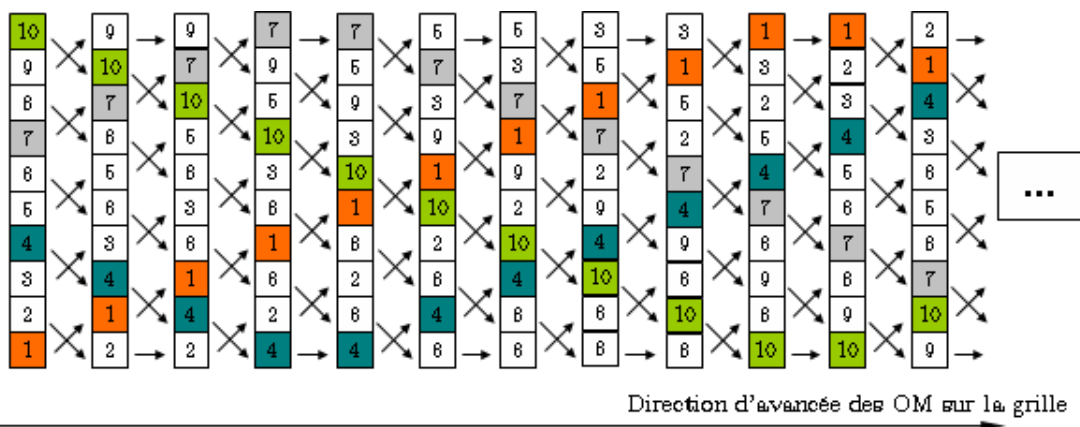 10 9 9 7 7 5 5 3 3 1 1 2
9 10 7 9 5 7 3 5 1 3 2 1
8 7 10 5 9 3 7 1 5 2 3 4
7 8 5 10 3 9 1 7 2 5 4 3
6 5 8 3 10 1 9 2 7 4 5 6
...
5 6 3 8 1 10 2 9 4 7 6 5
4 3 6 1 8 2 10 4 9 6 7 8
3 4 1 6 2 8 4 10 6 9 8 7
2 1 4 2 6 4 8 6 10 8 9 10
1 2 2 4 4 6 6 8 8 10 10 9
Direction d'avancée des OM sur la grille